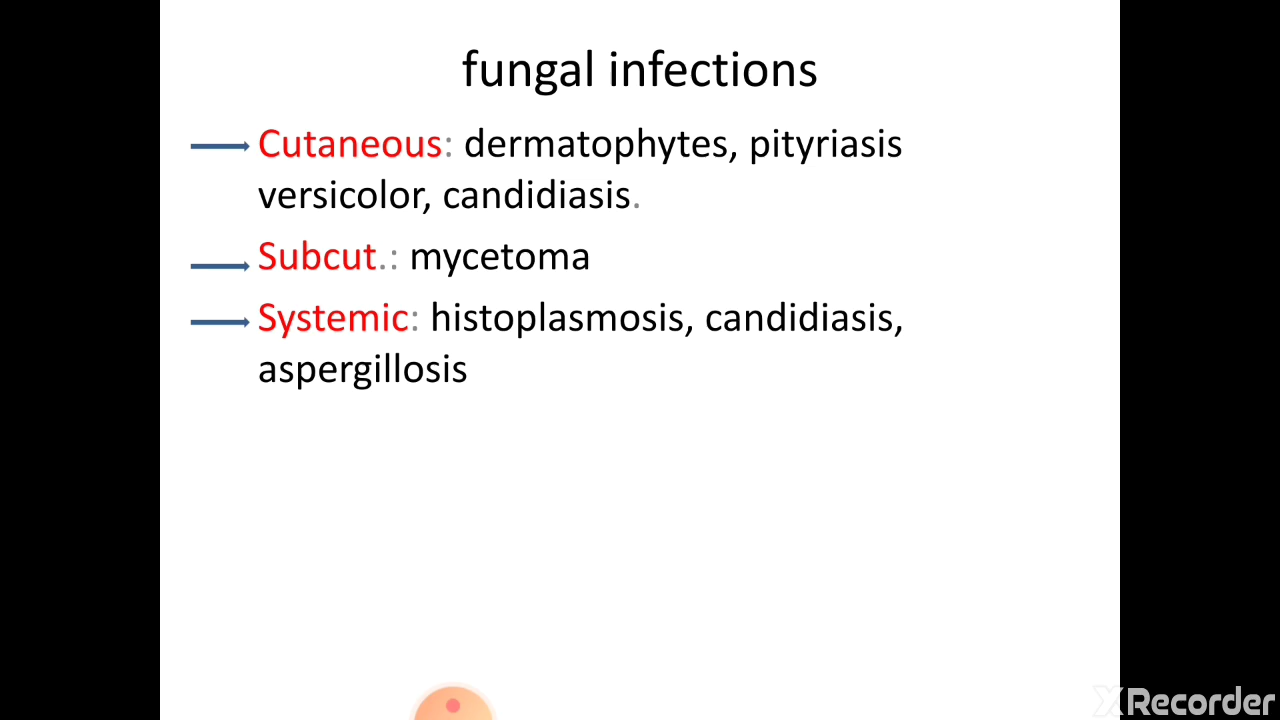 fungal infections
Cutaneous: dermatophytes, pityriasis
versicolor, candidiasis.
Subcut.: mycetoma
Systemic: histoplasmosis, candidiasis,
aspergillosis
XRecorder